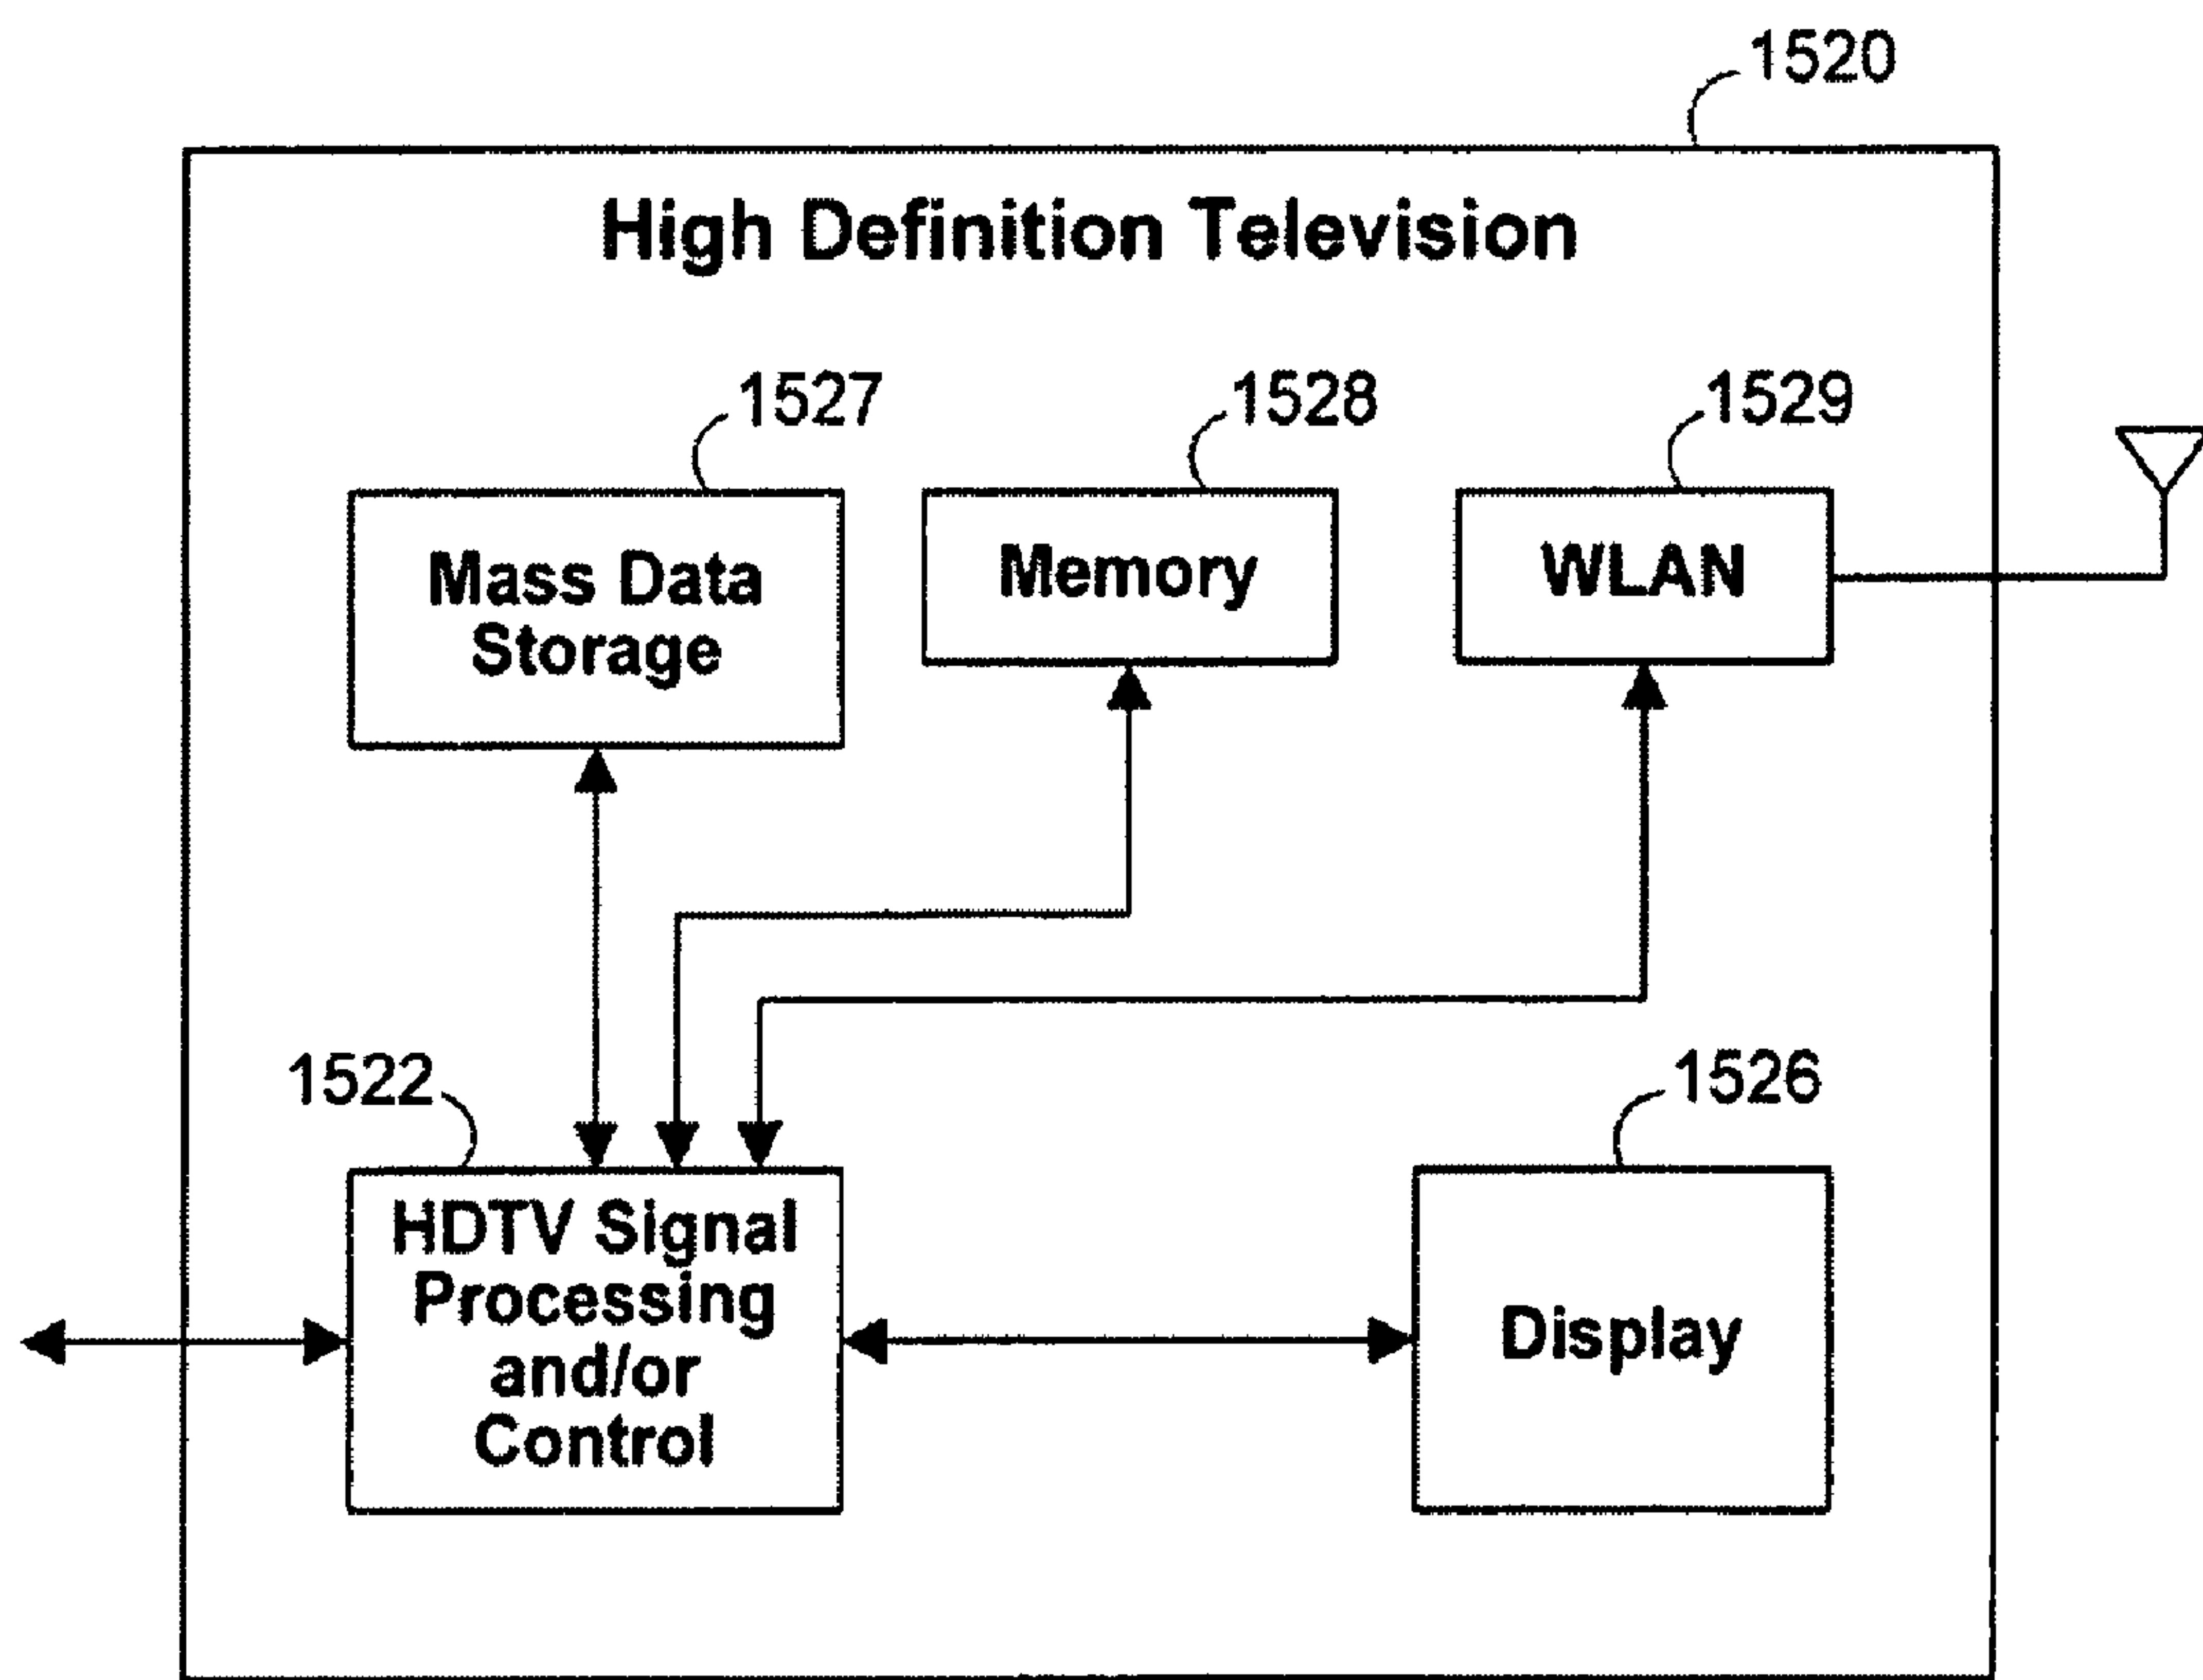 1520
High Definition Television
1527
1528
1529
Mass Data
Storage
Memory
WLAN
1522
1526
HDTV Signal
Processing
and/or
Control
Display